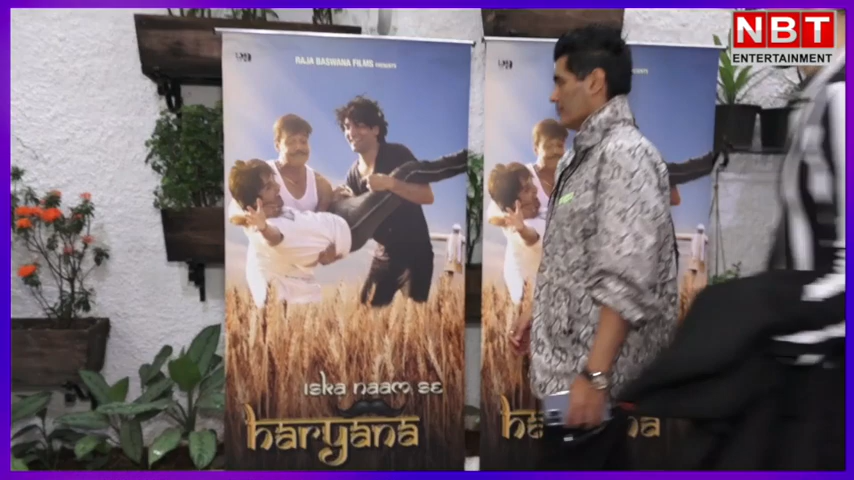 NBT
ENTERTAINMENT
RAJA BASWANA FILMS PRESENTS
ISKA NAAM SE
haryana